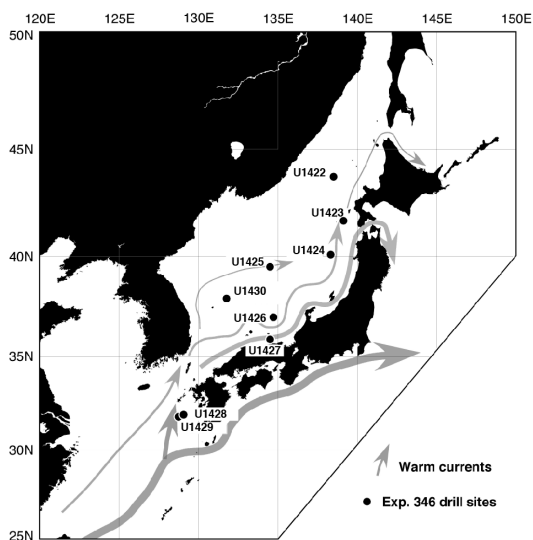 120E 125E 130E 135E 140E 145E 150E
50N
45N
U1422
U1423
U1424
40N
U1425
U1430
U1426
U1427
35N
U1428
U1429
30N
Warm currents
Exp. 346 drill sites
25N